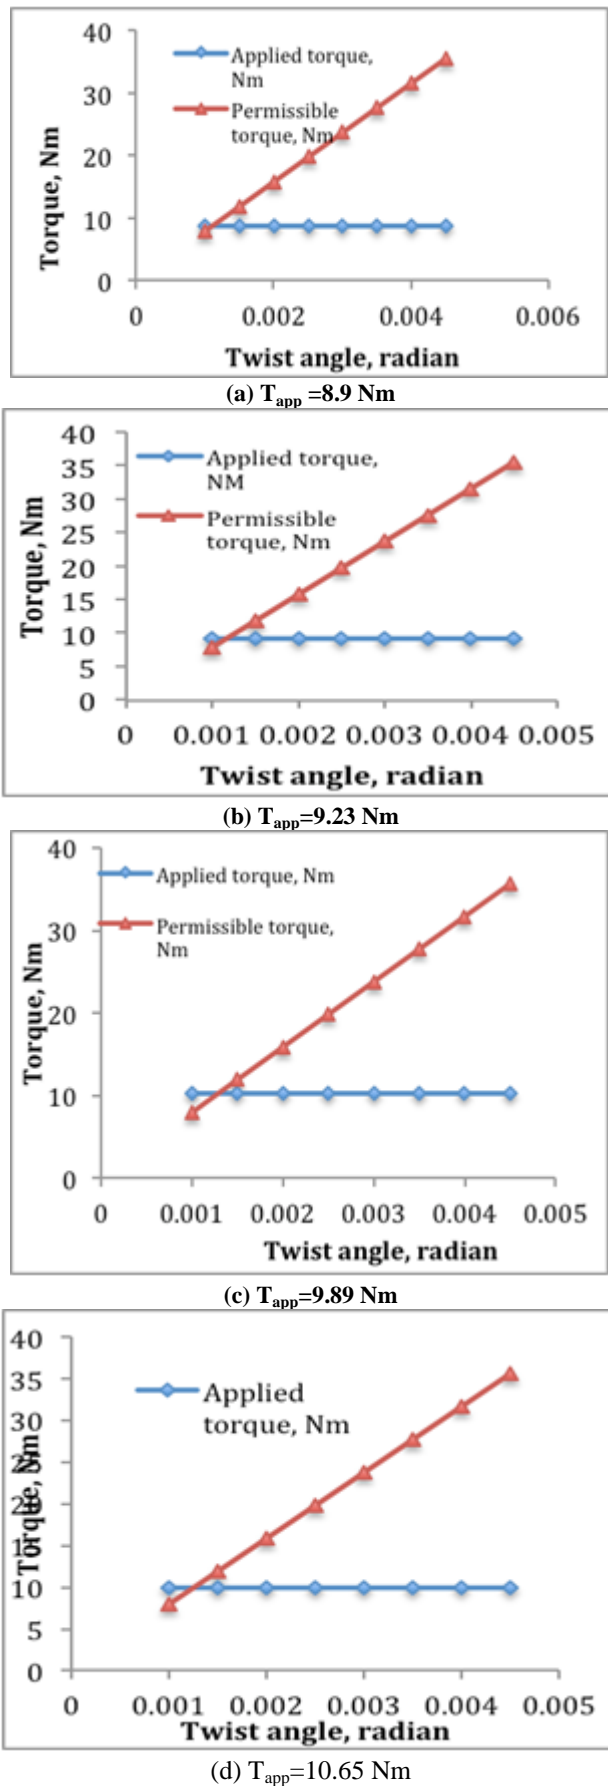 40
30
20
10
0
Torque, Nm
Applied torque,
Nm
Permissible
torque, Nm
0 0.002 0.004 0.006
Twist angle, radian
(a) Tapp =8.9 Nm
40
35
30
25
20
15
10
5
0
Torque, Nm
Applied torque,
NM
Permissible
torque, Nm
0 0.001 0.002 0.003 0.004 0.005
Twist angle, radian
(b) Tapp=9.23 Nm
40
30
20
10
0
Torque, Nm
Applied torque, Nm
Permissible torque,
Nm
0 0.001 0.002 0.003 0.004 0.005
Twist angle, radian
(c) Tapp=9.89 Nm
40
35
30
25
20
15
10
5
0
Torque, Nm
Applied
torque, Nm
0 0.001 0.002 0.003 0.004 0.005
Twist angle, radian
(d) Tapp=10.65 Nm